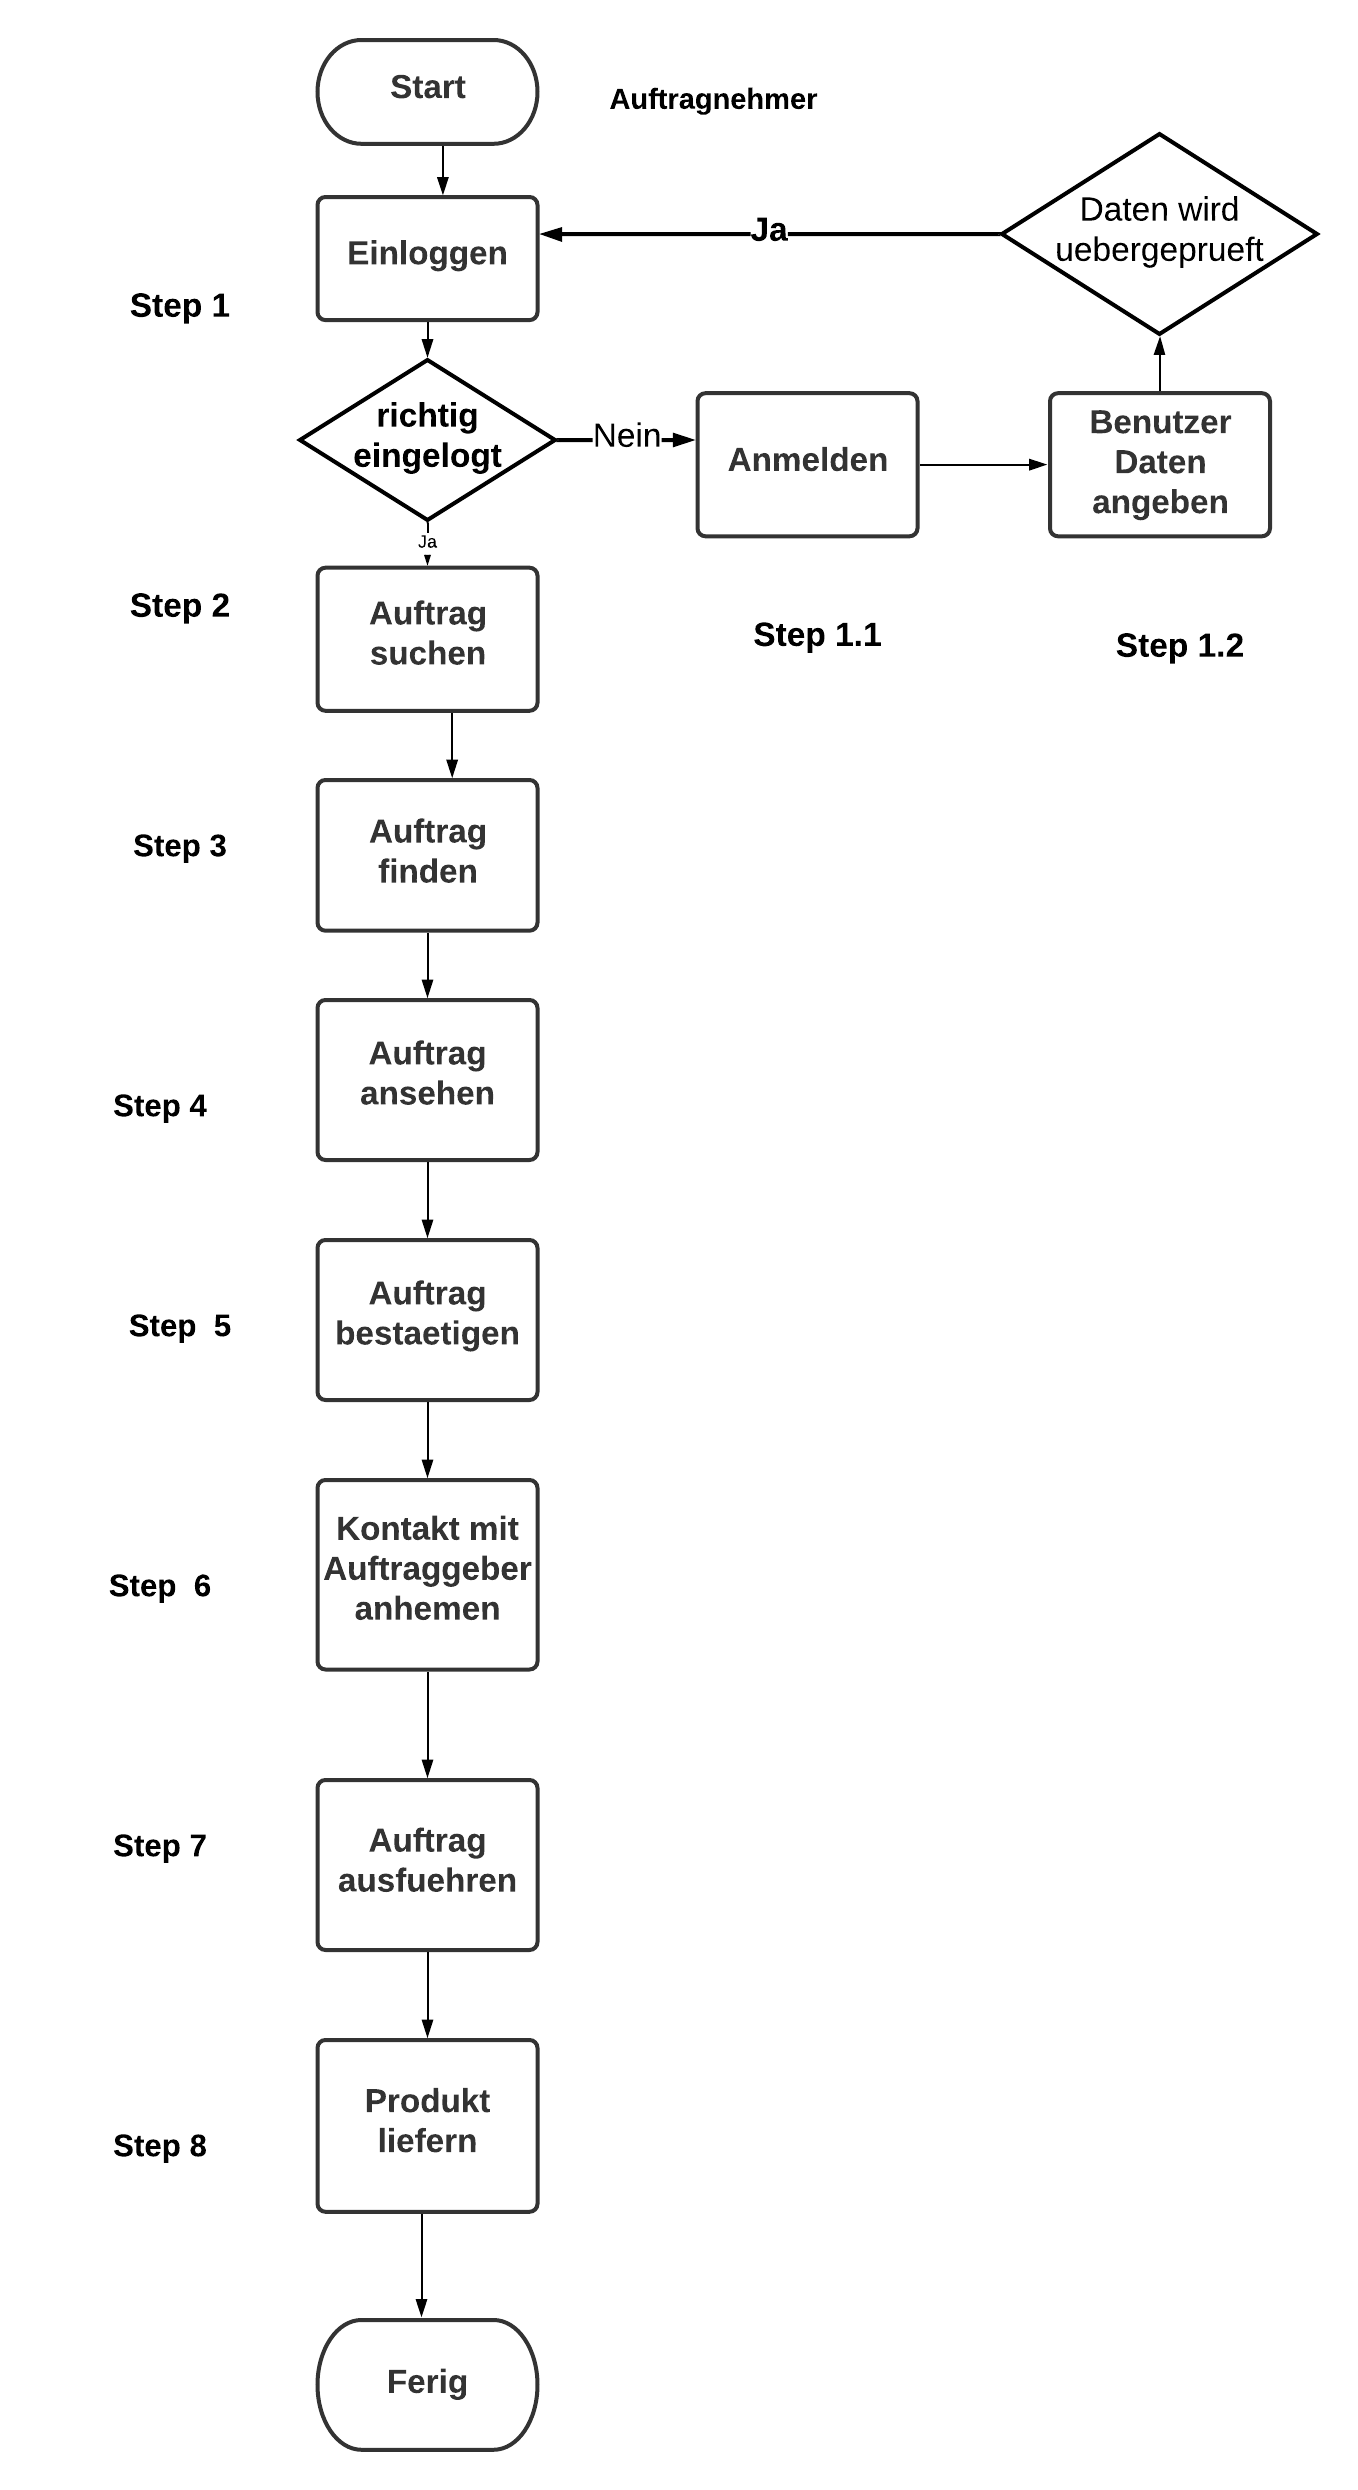 Start
Auftragnehmer
Daten wird
uebergeprueft
Ja
Einloggen
Step 1
richtig
eingelogt
Nein
Anmelden
Benutzer
Daten
angeben
Ja
Step 2
Auftrag
suchen
Step 1.1
Step 1.2
Step 3
Auftrag
finden
Step 4
Auftrag
ansehen
Step  5
Auftrag
bestaetigen
Step  6
Kontakt mit
Auftraggeber
anhemen
Step 7
Auftrag
ausfuehren
Step 8
Produkt
liefern
Ferig